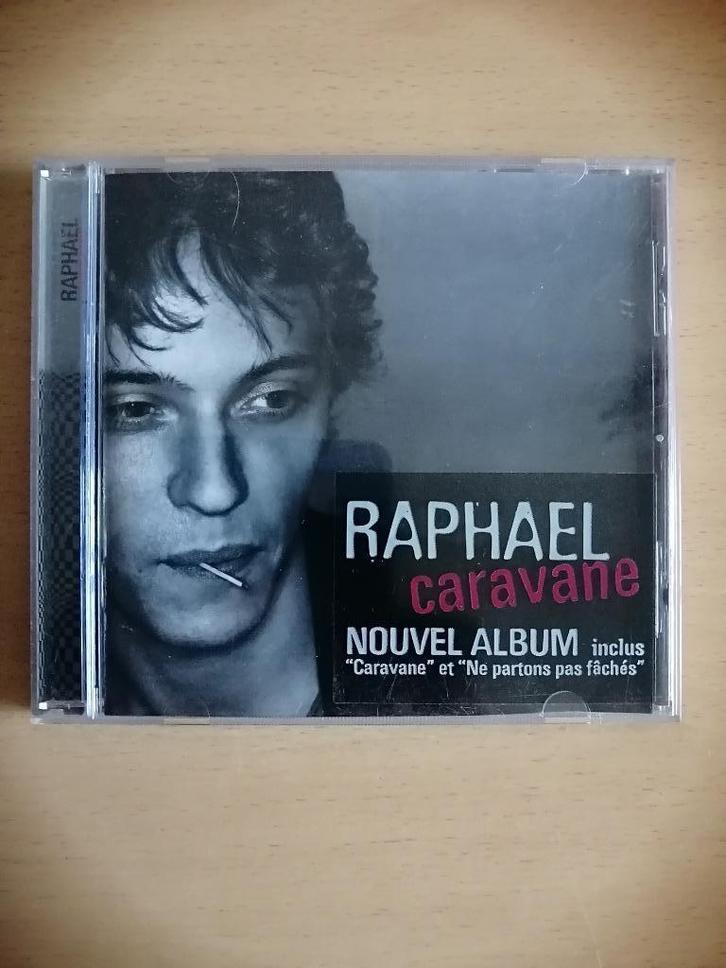 RAPHAEL
RAPHAEL
caravane
NOUVEL ALBUM inclus
"Caravane" et "Ne partons pas fâchés"